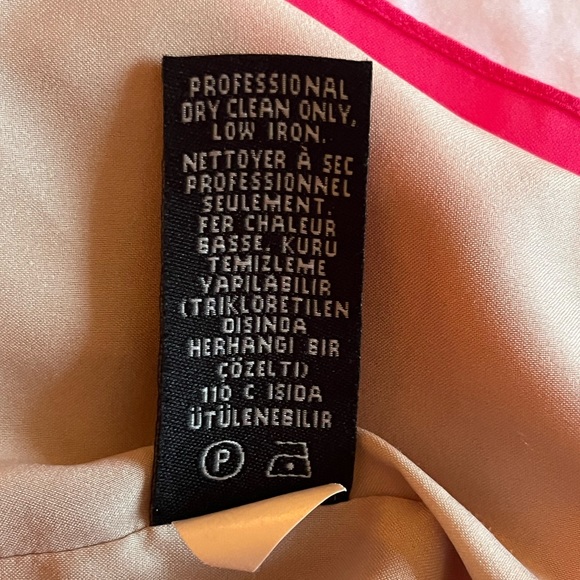 PROFESSIONAL
DRY CLEAN ONLY,
LOW IRON.
NETTOYER À SEC
PROFESSIONNEL
SEULEMENT.
FER CHALEUR
BASSE. KURU
TEMIZLEME
YAPILABILIR
(TRIKLORETILEN
DISINDA
HERHANGI BIR
ÇÖZELTI)
110 C ISIDA
ÜTÜLENEBILIR
P